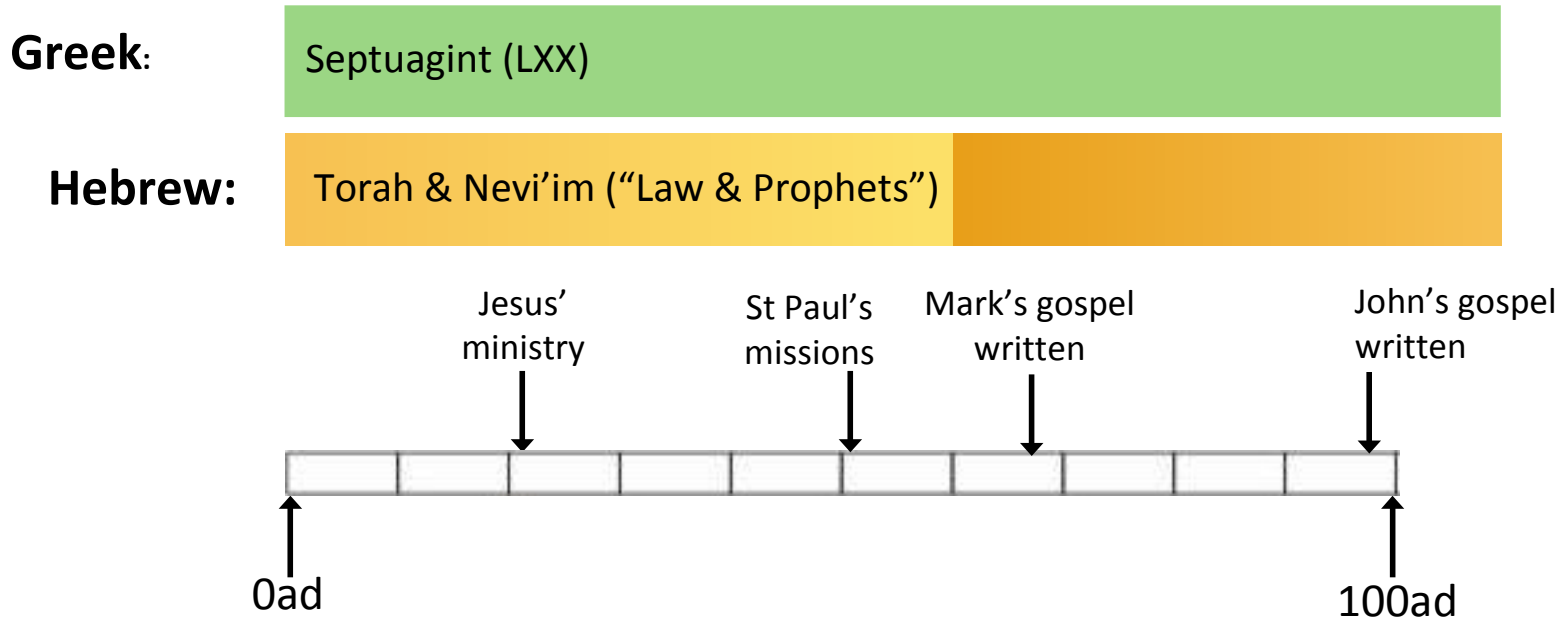 Greek:
Septuagint (LXX)
Hebrew:
Torah & Nevi’im (“Law & Prophets”)
Jesus’
ministry
St Paul’s
missions
Mark’s gospel
written
John’s gospel
written
0ad
100ad